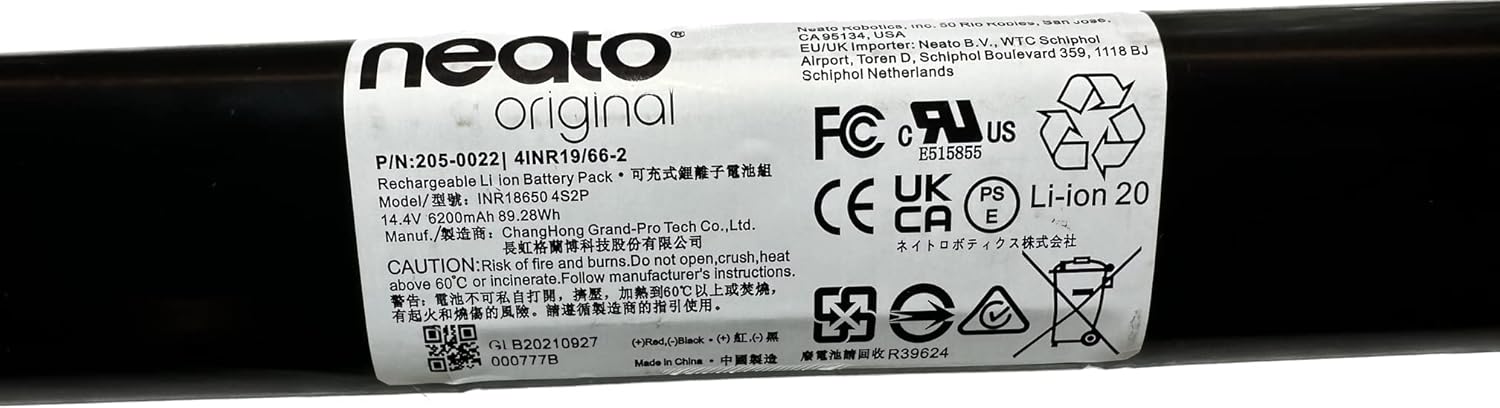 neato®
original
P/N:205-0022| 4INR19/66-2
Rechargeable Li ion Battery Pack • 可充式鋰離子電池組
Model/型號: INR18650 4S2P
14.4V 6200mAh 89.28Wh
Manuf./製造商: ChangHong Grand-Pro Tech Co.,Ltd.
長虹格蘭博科技股份有限公司
CAUTION:Risk of fire and burns.Do not open,crush,heat
above 60℃ or incinerate.Follow manufacturer's instructions.
警告: 電池不可私自打開，擠壓，加熱到60℃以上或焚燒，
有起火和燒傷的風險。請遵循製造商的指引使用。
GLB20210927
000777B
(+)Red,(-)Black • (+) 紅,(-) 黑
Made in China • 中國製造
Neato Robotics, Inc. 50 Rio Robles, San Jose,
CA 95134, USA
EU/UK Importer: Neato B.V., WTC Schiphol
Airport, Toren D, Schiphol Boulevard 359, 1118 BJ
Schiphol Netherlands
FC c RU US
E515855
CE UK CA PS E Li-ion 20
ネイトロボティクス株式会社
廢電池請回收 R39624